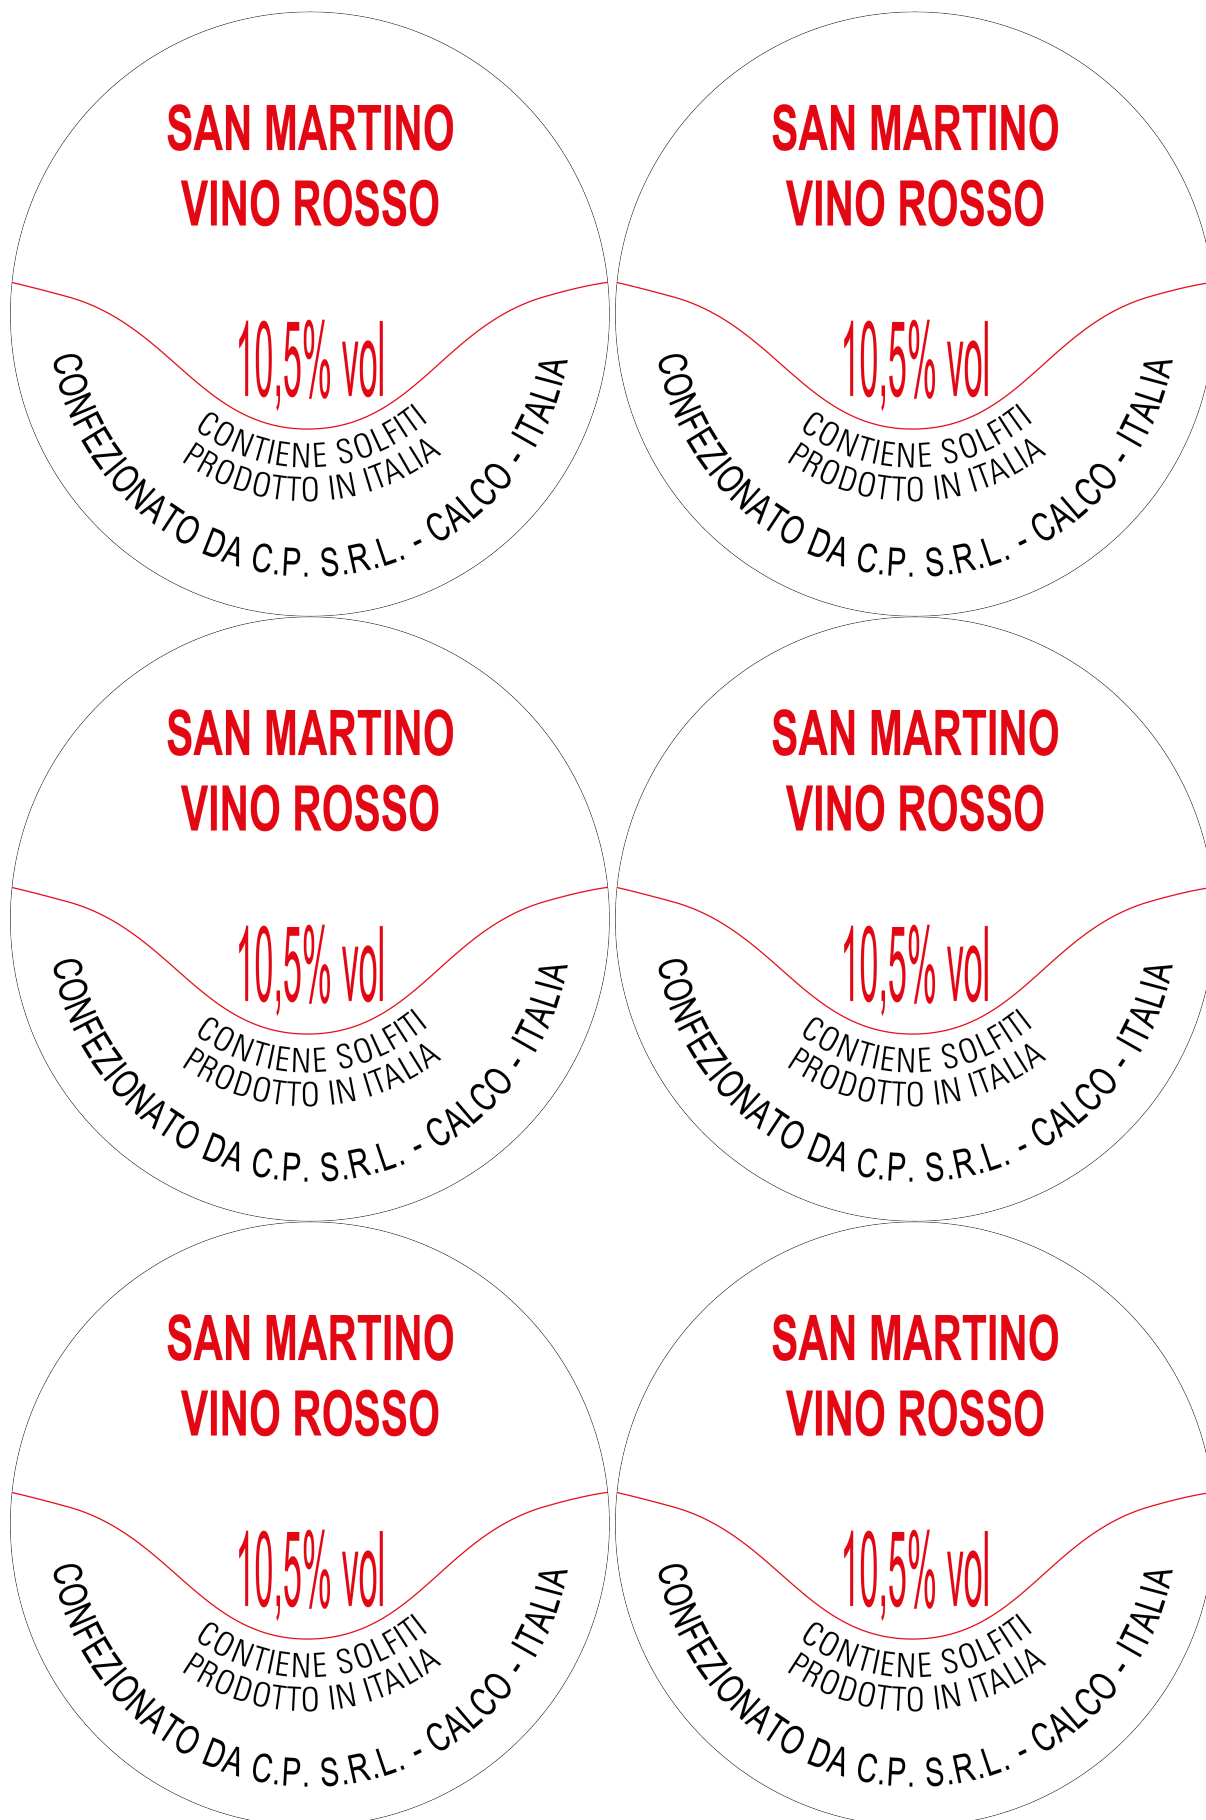 SAN MARTINO
VINO ROSSO
10,5% vol
CONTIENE SOLFITI
PRODOTTO IN ITALIA
CONFEZIONATO DA C.P. S.R.L. - CALCO - ITALIA
SAN MARTINO
VINO ROSSO
10,5% vol
CONTIENE SOLFITI
PRODOTTO IN ITALIA
CONFEZIONATO DA C.P. S.R.L. - CALCO - ITALIA
SAN MARTINO
VINO ROSSO
10,5% vol
CONTIENE SOLFITI
PRODOTTO IN ITALIA
CONFEZIONATO DA C.P. S.R.L. - CALCO - ITALIA
SAN MARTINO
VINO ROSSO
10,5% vol
CONTIENE SOLFITI
PRODOTTO IN ITALIA
CONFEZIONATO DA C.P. S.R.L. - CALCO - ITALIA
SAN MARTINO
VINO ROSSO
10,5% vol
CONTIENE SOLFITI
PRODOTTO IN ITALIA
CONFEZIONATO DA C.P. S.R.L. - CALCO - ITALIA
SAN MARTINO
VINO ROSSO
10,5% vol
CONTIENE SOLFITI
PRODOTTO IN ITALIA
CONFEZIONATO DA C.P. S.R.L. - CALCO - ITALIA